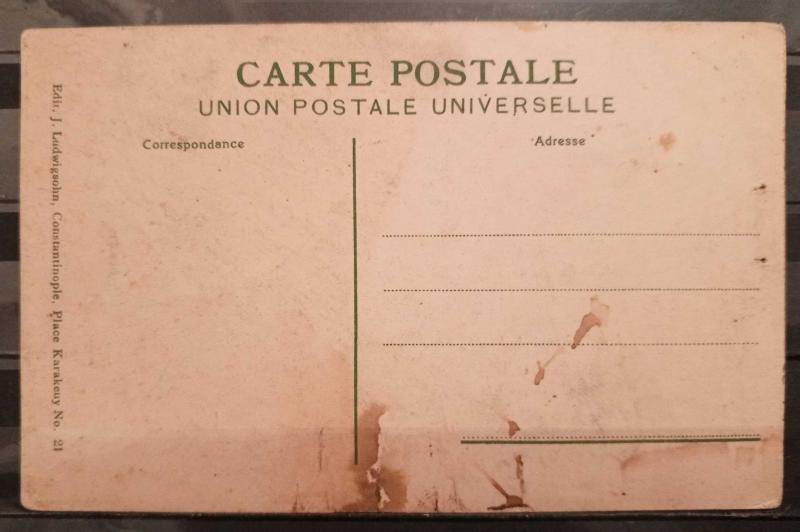 CARTE POSTALE
UNION POSTALE UNIVERSELLE
Correspondance
Adresse
Edit. J. Ludwigsohn, Constantinople, Place Karakeuy No. 21